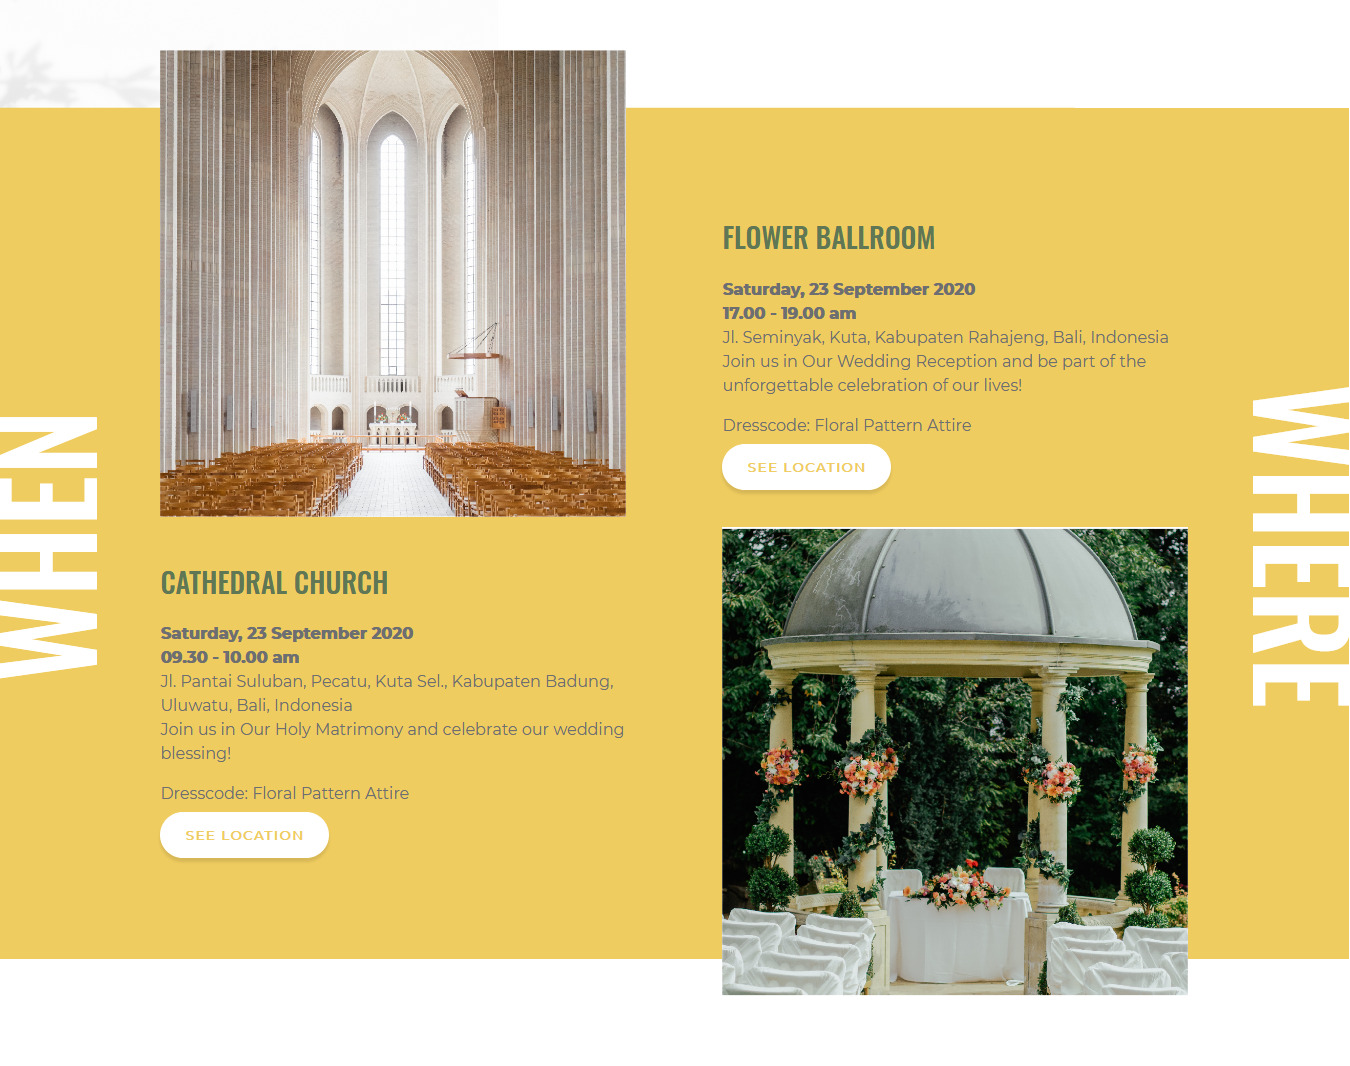 WHEN
CATHEDRAL CHURCH
Saturday, 23 September 2020
09.30 - 10.00 am
Jl. Pantai Suluban, Pecatu, Kuta Sel., Kabupaten Badung,
Uluwatu, Bali, Indonesia
Join us in Our Holy Matrimony and celebrate our wedding
blessing!
Dresscode: Floral Pattern Attire
SEE LOCATION
FLOWER BALLROOM
Saturday, 23 September 2020
17.00 - 19.00 am
Jl. Seminyak, Kuta, Kabupaten Rahajeng, Bali, Indonesia
Join us in Our Wedding Reception and be part of the
unforgettable celebration of our lives!
Dresscode: Floral Pattern Attire
SEE LOCATION
WHERE